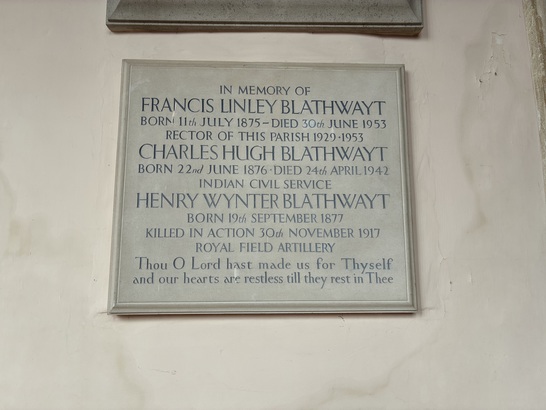 IN MEMORY OF
FRANCIS LINLEY BLATHWAYT
BORN 11th JULY 1875-DIED 30th JUNE 1953
RECTOR OF THIS PARISH 1929·1953
CHARLES HUGH BLATHWAYT
BORN 22nd JUNE 1876·DIED 24th APRIL 1942
INDIAN CIVIL SERVICE
HENRY WYNTER BLATHWAYT
BORN 19th SEPTEMBER 1877
KILLED IN ACTION 30th NOVEMBER 1917
ROYAL FIELD ARTILLERY
Thou O Lord hast made us for Thyself
and our hearts are restless till they rest in Thee